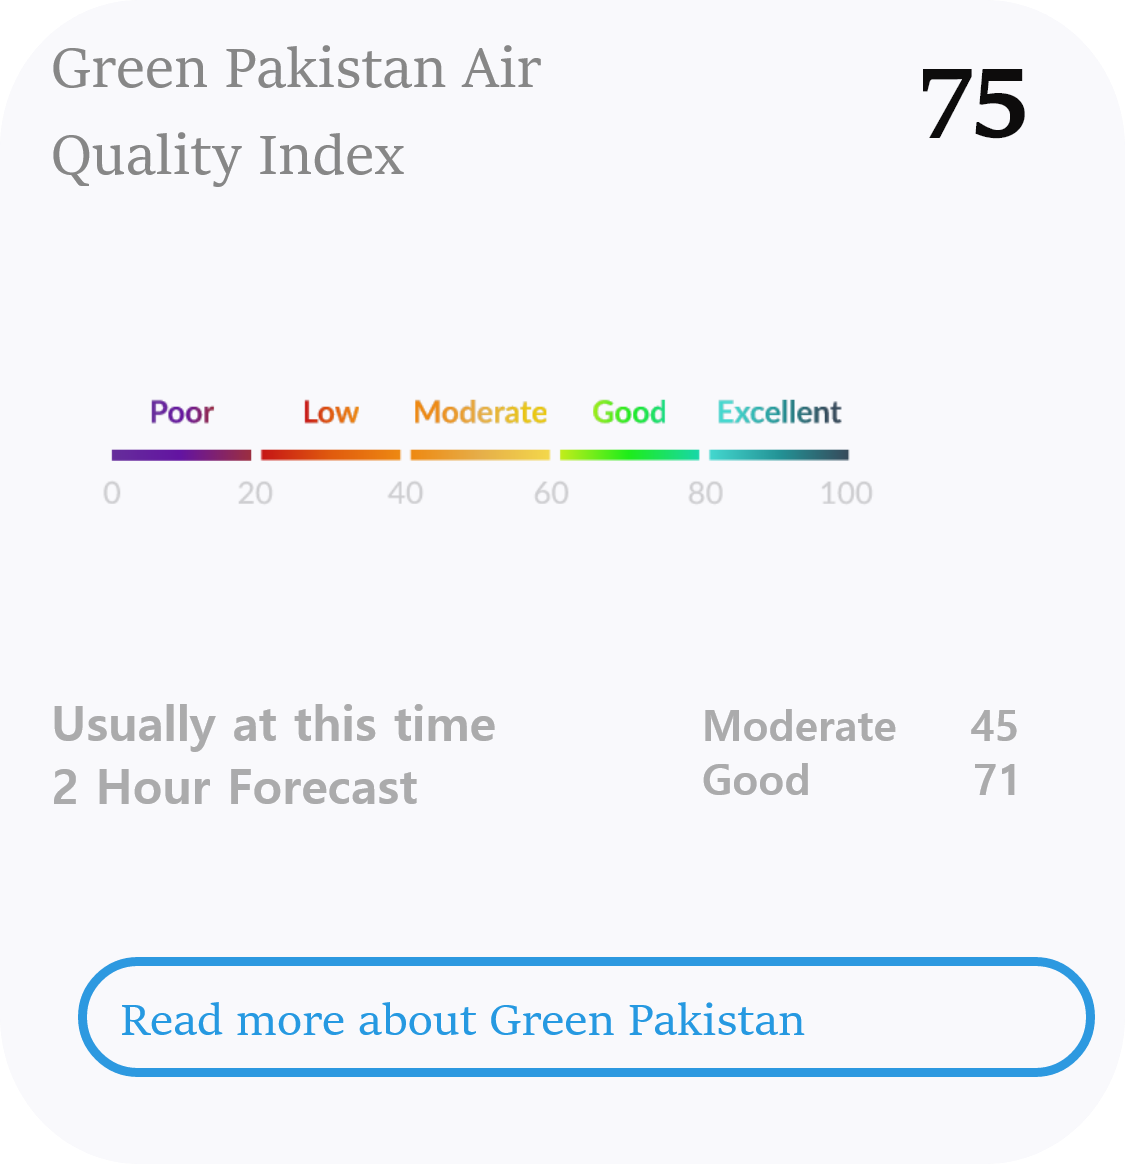 Green Pakistan Air
Quality Index
75
Poor Low Moderate Good Excellent
0 20 40 60 80 100
Usually at this time Moderate 45
2 Hour Forecast Good 71
Read more about Green Pakistan